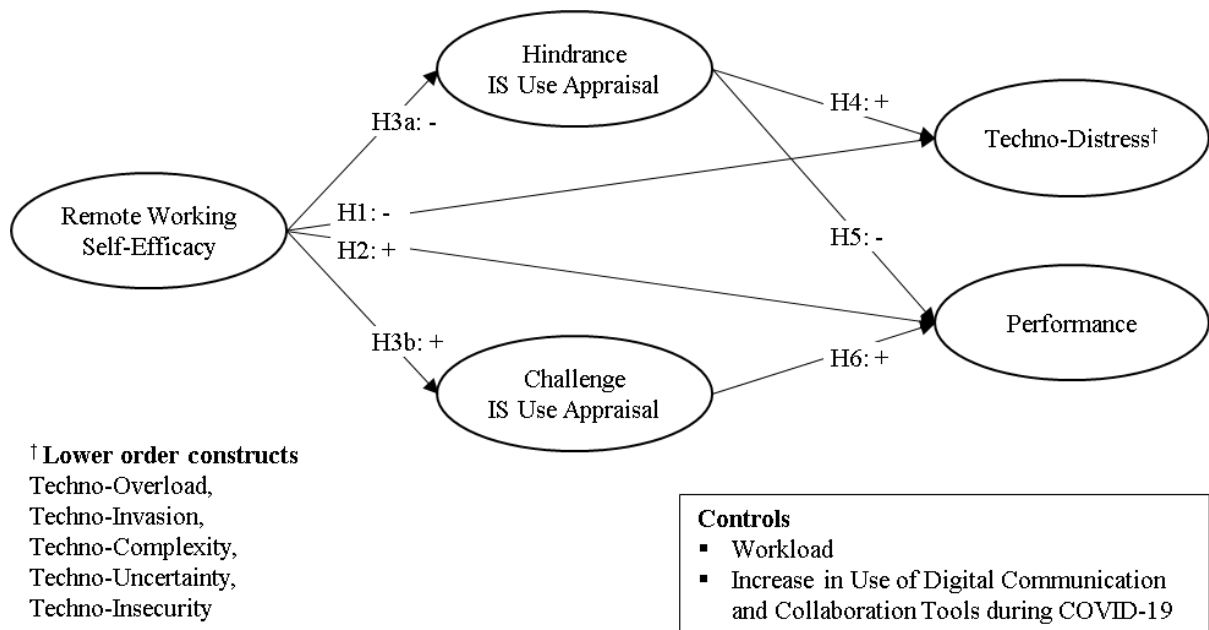 Hindrance
IS Use Appraisal
H4: +
H3a: -
Techno-Distress†
Remote Working
Self-Efficacy
H1: -
H2: +
H5: -
Performance
H3b: +
H6: +
Challenge
IS Use Appraisal
† Lower order constructs
Techno-Overload,
Techno-Invasion,
Techno-Complexity,
Techno-Uncertainty,
Techno-Insecurity
Controls
▪ Workload
▪ Increase in Use of Digital Communication
and Collaboration Tools during COVID-19